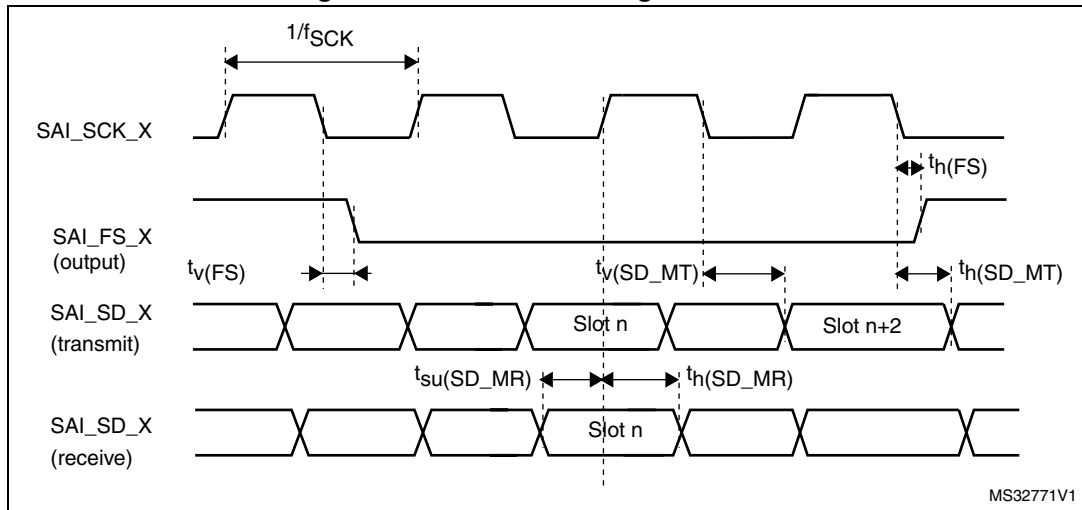 1/fSCK
SAI_SCK_X
th(FS)
SAI_FS_X
(output)
tv(FS)
tv(SD_MT)
th(SD_MT)
SAI_SD_X
(transmit)
Slot n
Slot n+2
tsu(SD_MR)
th(SD_MR)
SAI_SD_X
(receive)
Slot n
MS32771V1